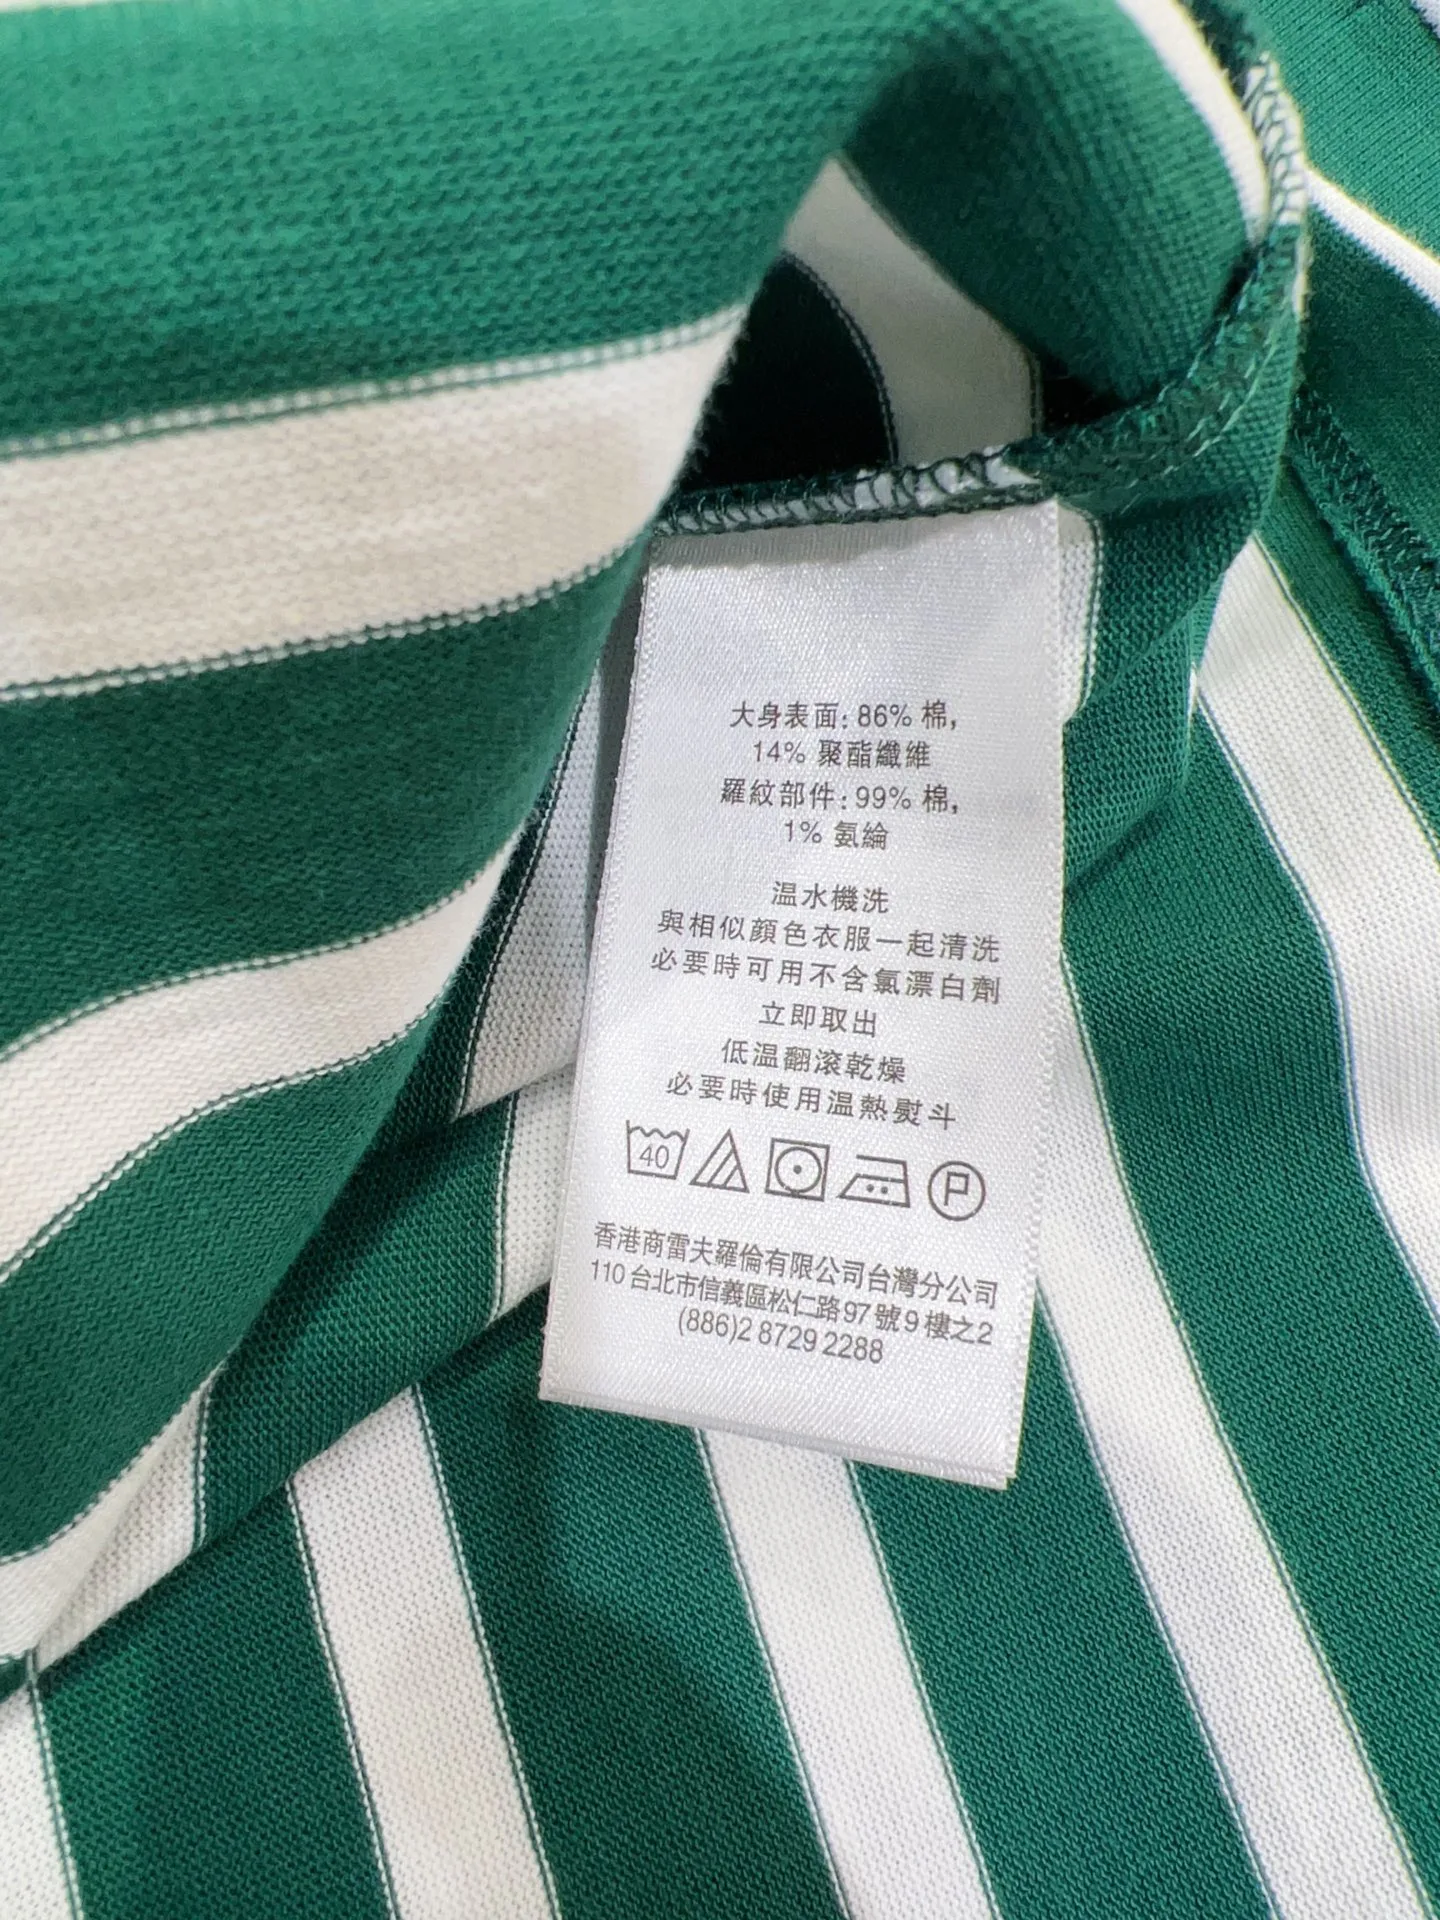 大身表面: 86% 棉,
14% 聚酯纖維
羅紋部件: 99% 棉,
1% 氨綸
温水機洗
與相似顏色衣服一起清洗
必要時可用不含氯漂白劑
立即取出
低温翻滾乾燥
必要時使用温熱熨斗
40 P
香港商雷夫羅倫有限公司台灣分公司
110 台北市信義區松仁路97號9樓之2
(886)2 8729 2288